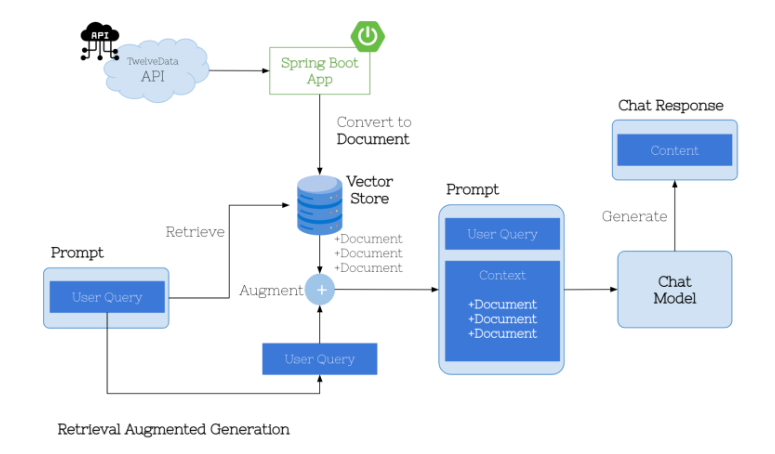 API
TwelveData
API
Spring Boot
App
Convert to
Document
Vector
Store
Retrieve
+Document
+Document
+Document
Prompt
User Query
Augment
+
User Query
Prompt
User Query
Context
+Document
+Document
+Document
Chat Response
Content
Generate
Chat
Model
Retrieval Augmented Generation